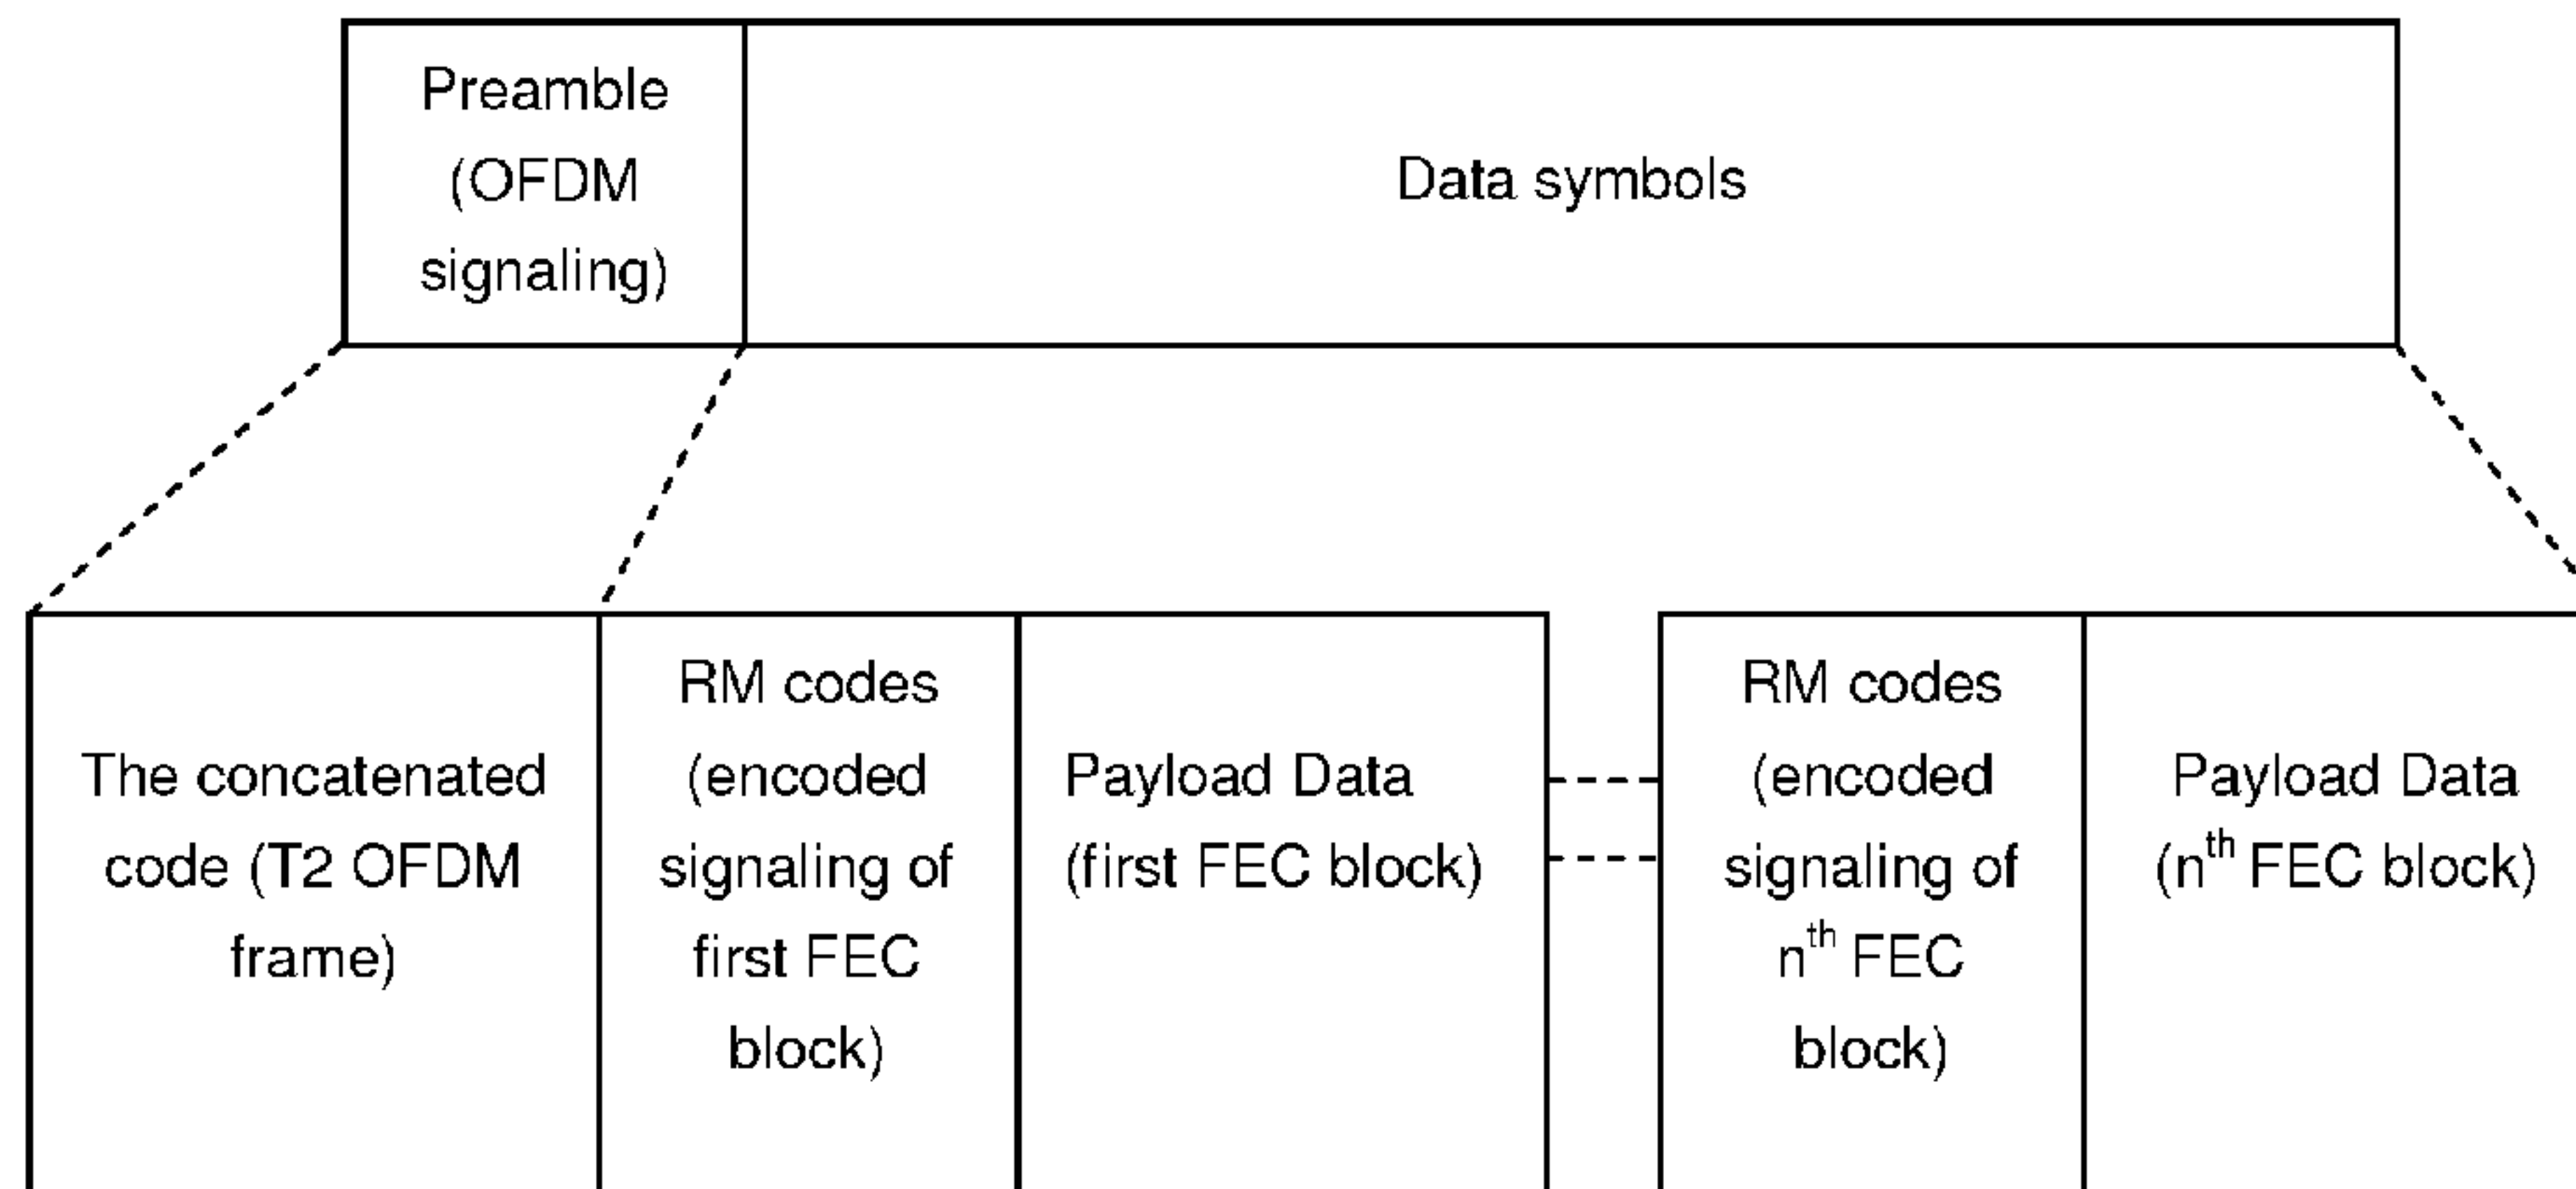 Preamble
(OFDM
signaling)
Data symbols
The concatenated
code (T2 OFDM
frame)
RM codes
(encoded
signaling of
first FEC
block)
Payload Data
(first FEC block)
RM codes
(encoded
signaling of
nth FEC
block)
Payload Data
(nth FEC block)